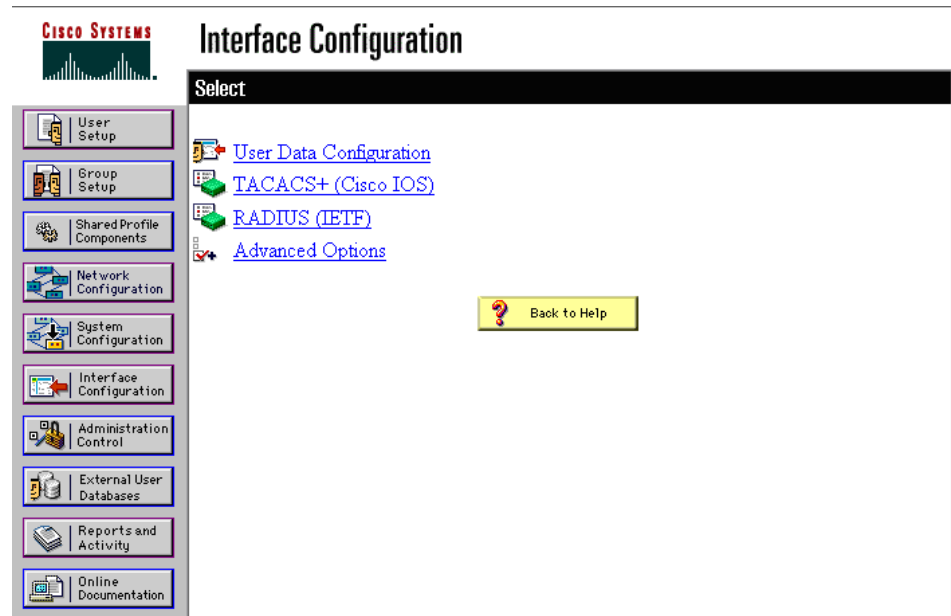 CISCO SYSTEMS
Interface Configuration
Select
User
Setup
Group
Setup
Shared Profile
Components
Network
Configuration
System
Configuration
Interface
Configuration
Administration
Control
External User
Databases
Reports and
Activity
Online
Documentation
User Data Configuration
TACACS+ (Cisco IOS)
RADIUS (IETF)
Advanced Options
Back to Help